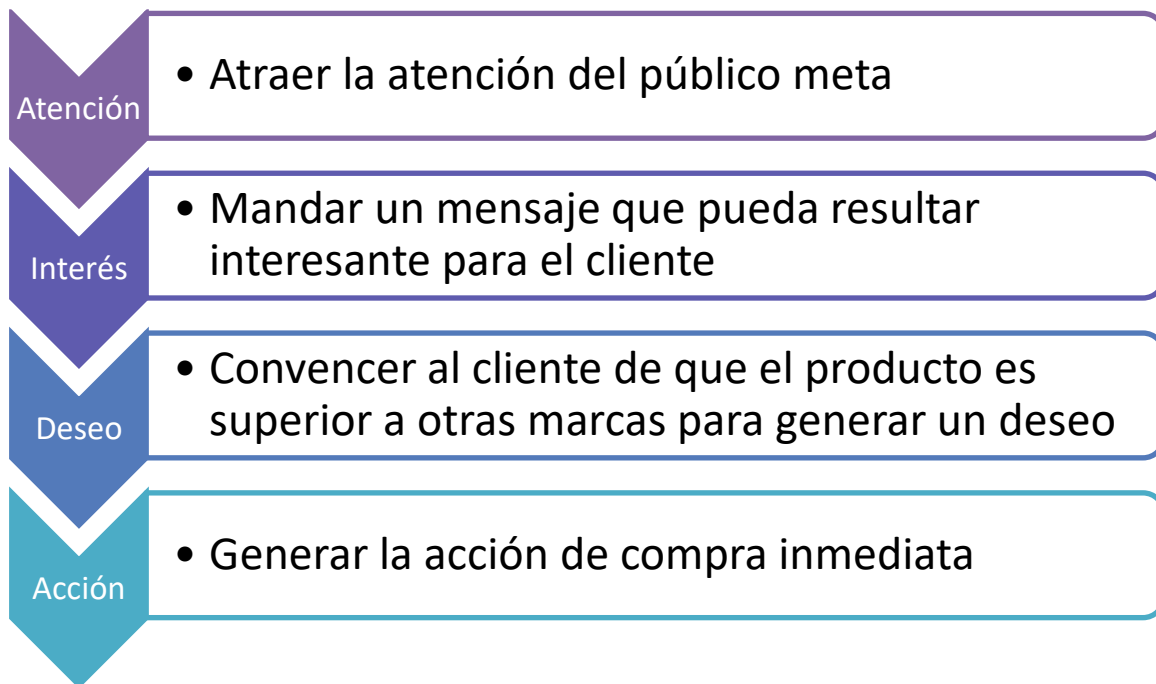 Atención
• Atraer la atención del público meta
Interés
• Mandar un mensaje que pueda resultar
interesante para el cliente
Deseo
• Convencer al cliente de que el producto es
superior a otras marcas para generar un deseo
Acción
• Generar la acción de compra inmediata